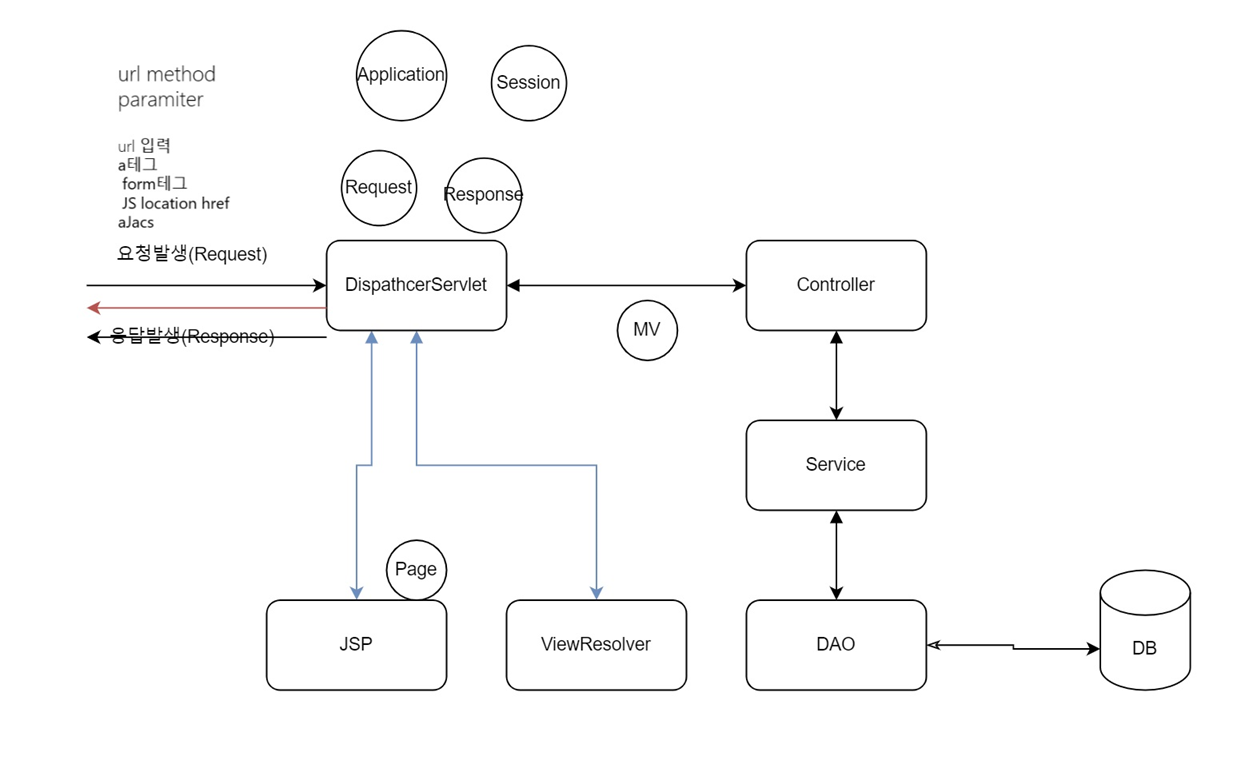 url method
paramiter
url 입력
a테그
form테그
JS location href
aJacs
요청발생(Request)
응답발생(Response)
Application
Session
Request
Response
DispathcerServlet
MV
Controller
Service
Page
JSP
ViewResolver
DAO
DB